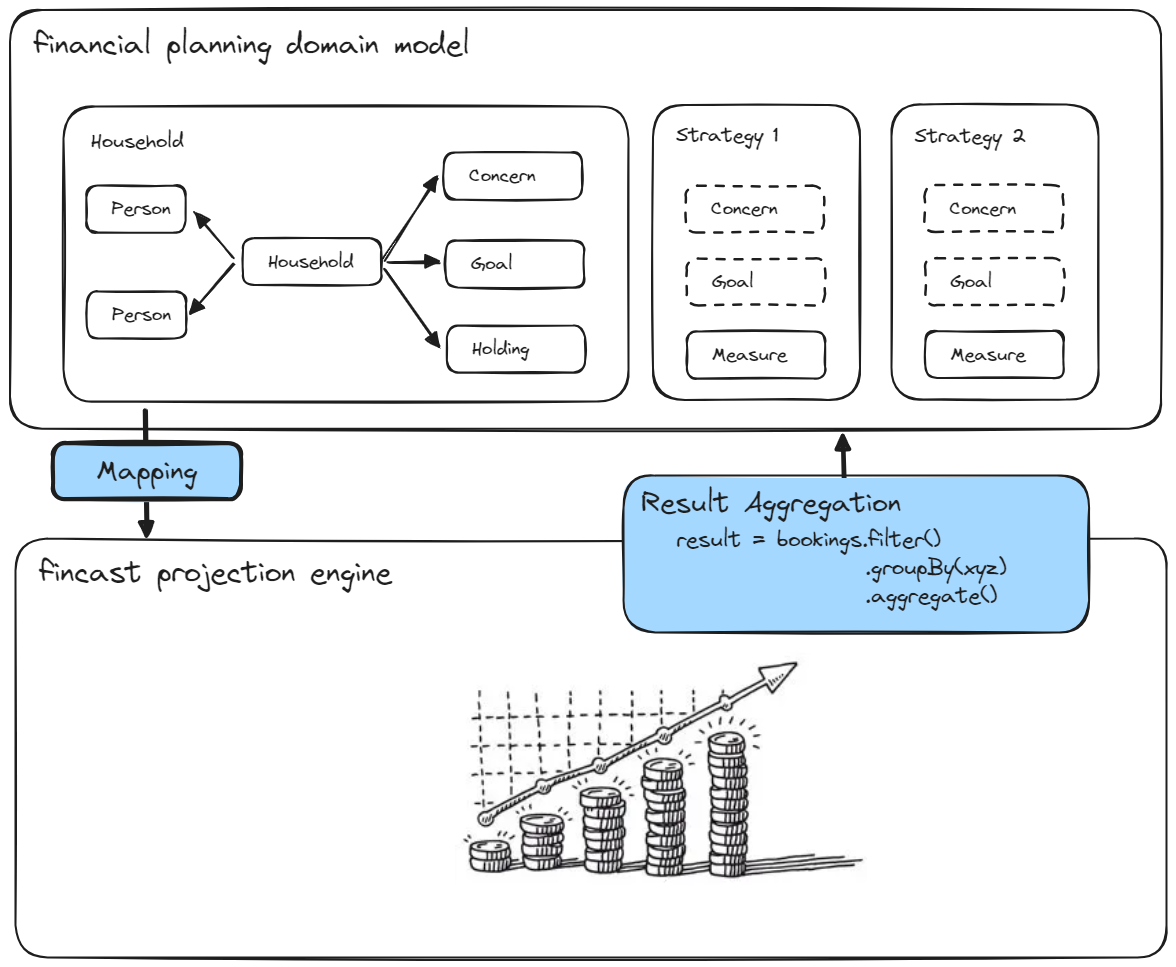 financial planning domain model
Household
Person
Person
Household
Concern
Goal
Holding
Strategy 1
Concern
Goal
Measure
Strategy 2
Concern
Goal
Measure
Mapping
Result Aggregation
result = bookings.filter()
.groupBy(xyz)
.aggregate()
fincast projection engine